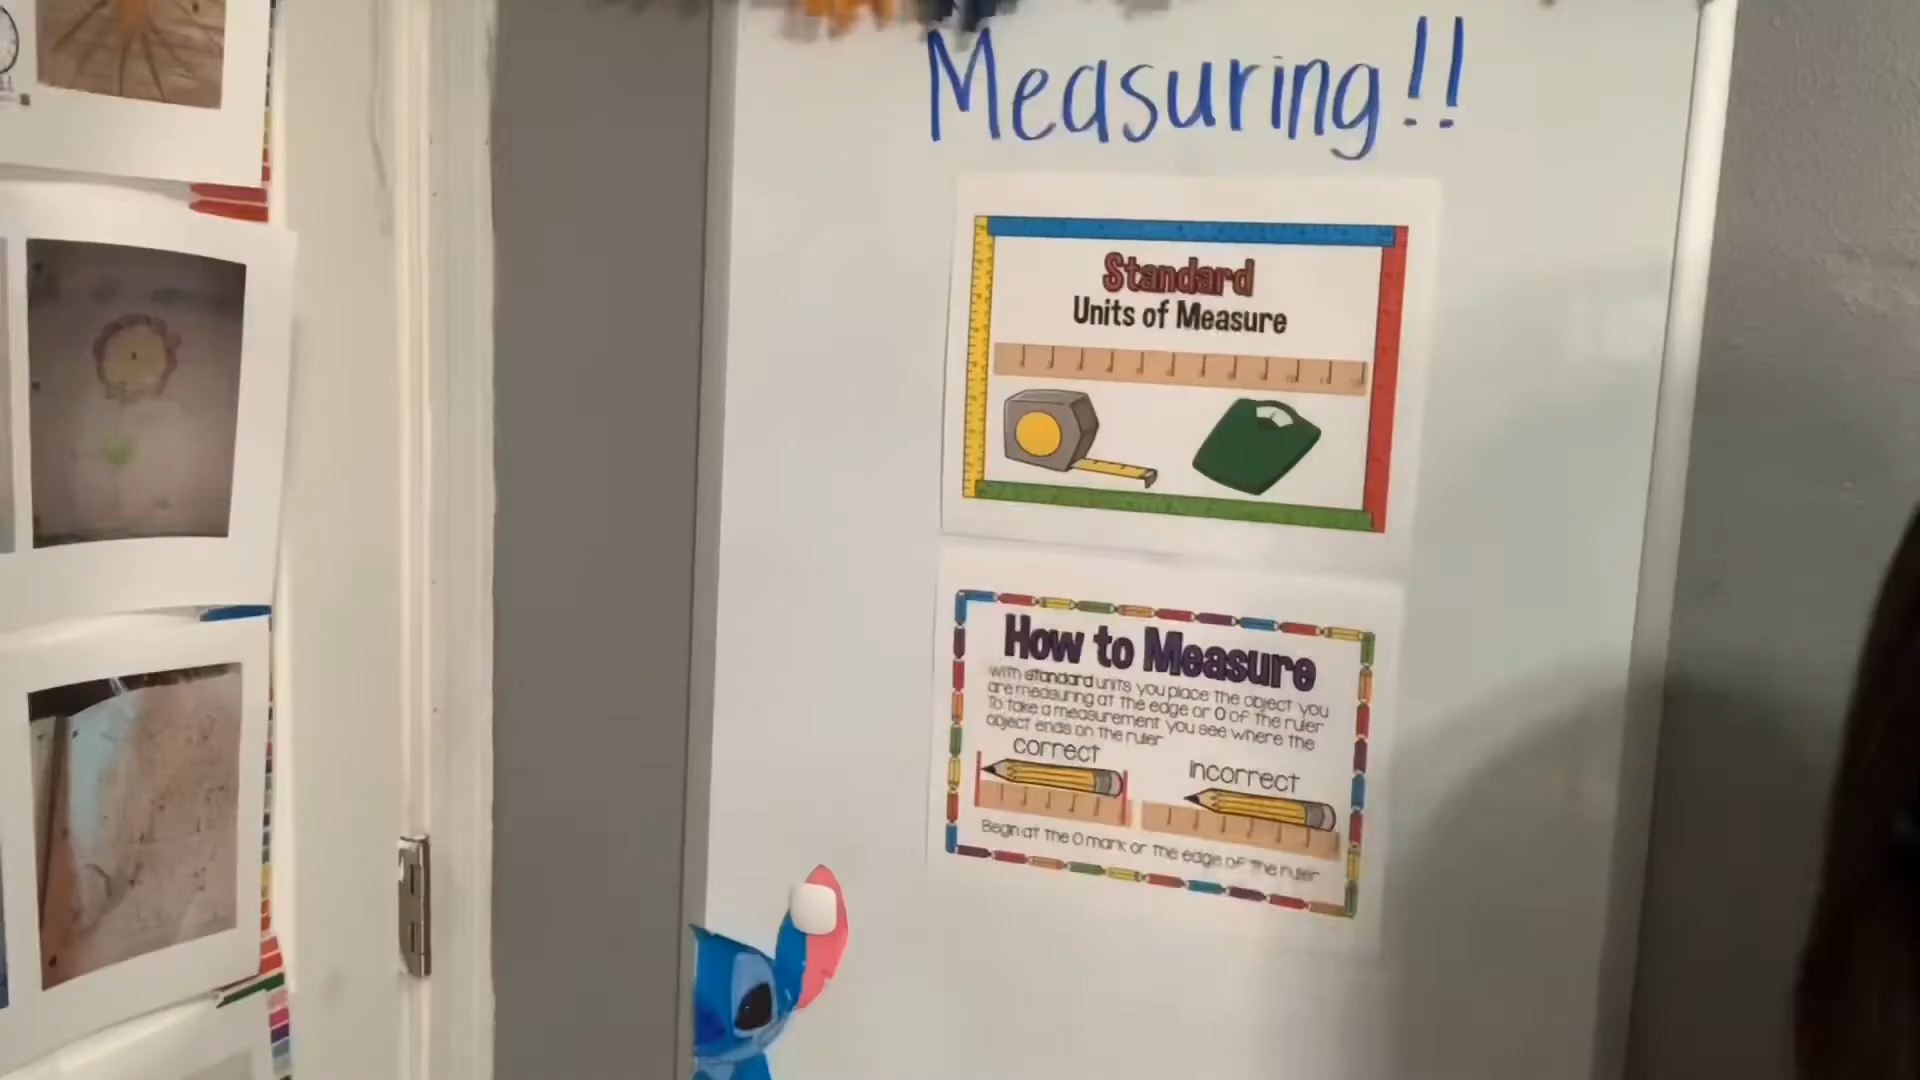 Measuring!!
Standard
Units of Measure
How to Measure
With standard units you place the object you
are measuring at the edge or 0 of the ruler
To take a measurement you see where the
object ends on the ruler
correct
incorrect
Begin at the 0 mark or the edge of the ruler